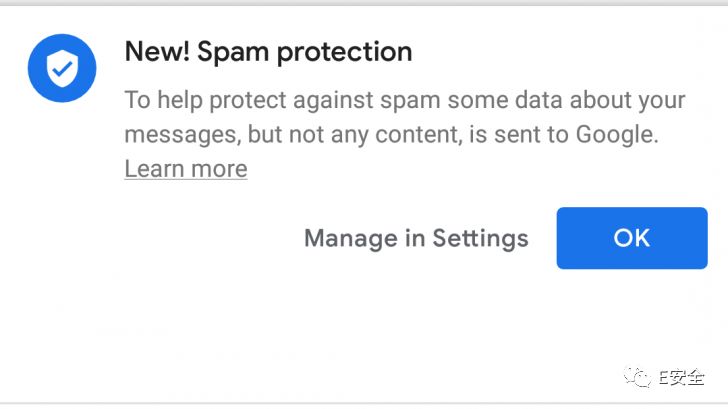 New! Spam protection
To help protect against spam some data about your
messages, but not any content, is sent to Google.
Learn more
Manage in Settings
OK
E安全